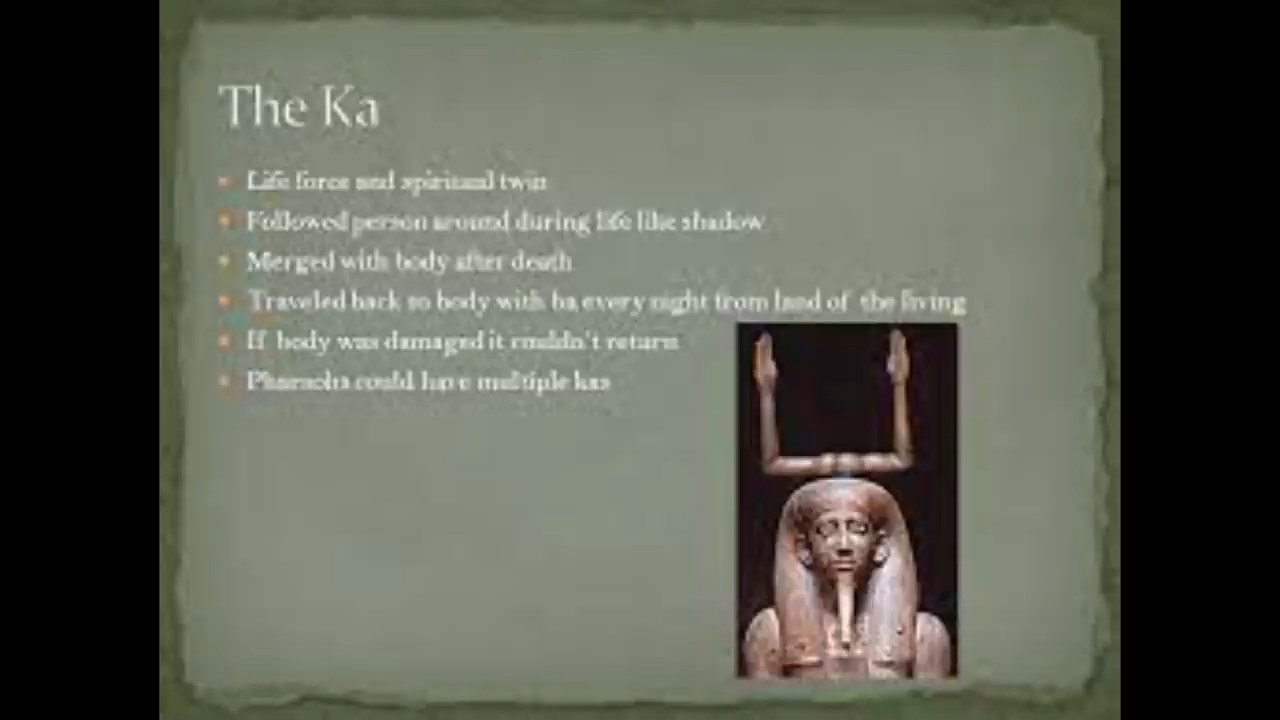 The Ka
Life force and spiritual twin
Followed person around during life like shadow
Merged with body after death
Traveled back to body with ba every night from land of the living
If body was damaged it couldn't return
Pharaohs could have multiple kas